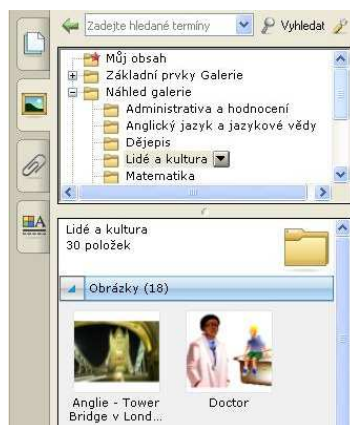 Zadejte hledané termíny Vyhledat
Můj obsah
Základní prvky Galerie
Náhled galerie
Administrativa a hodnocení
Anglický jazyk a jazykové vědy
Dějepis
Lidé a kultura
Matematika
Lidé a kultura
30 položek
Obrázky (18)
Anglie - Tower
Bridge v Lond...
Doctor